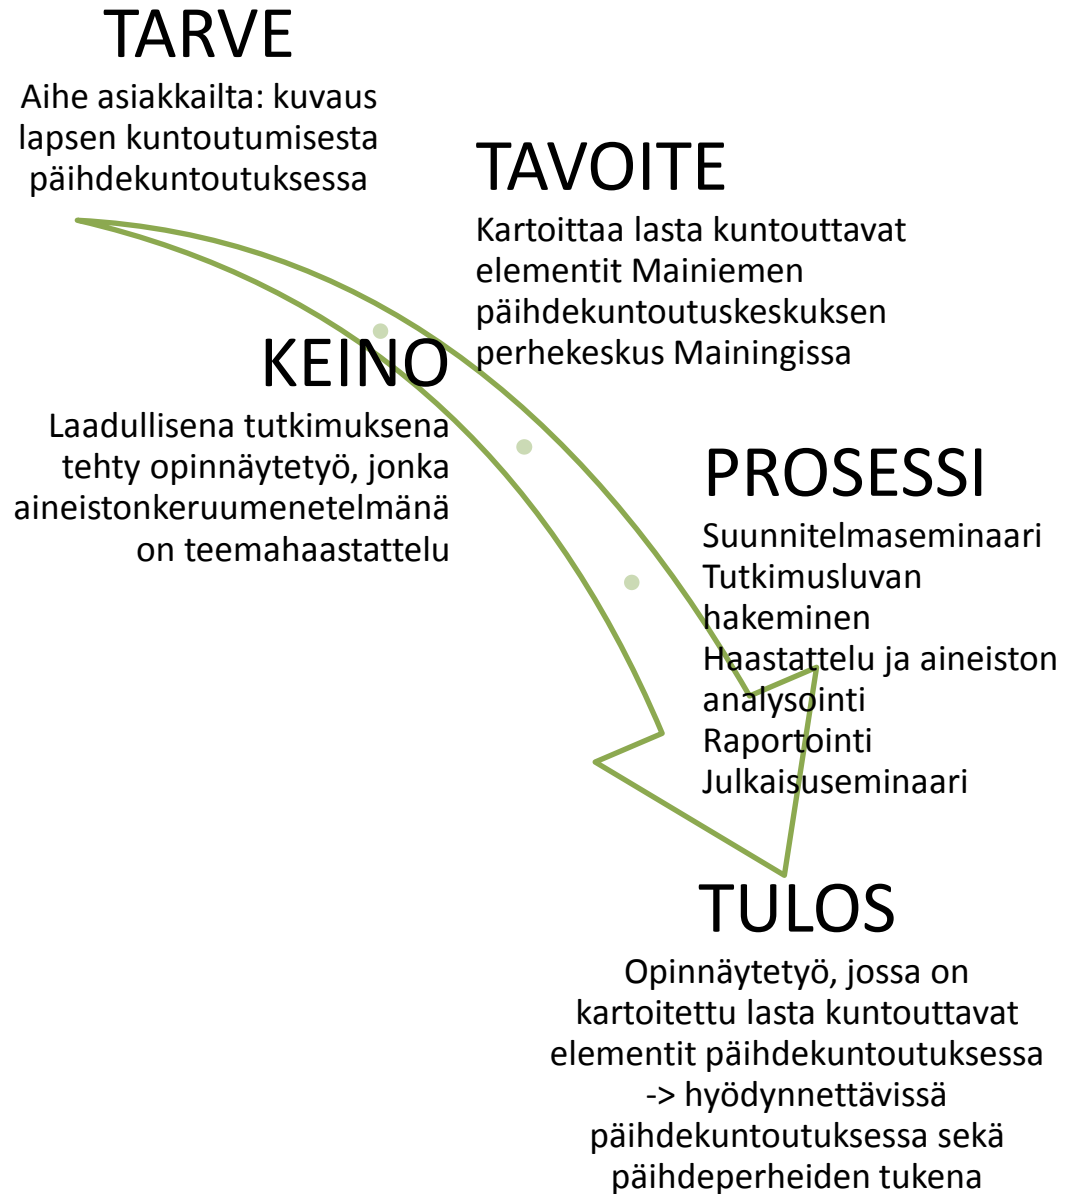 TARVE
Aihe asiakkailta: kuvaus
lapsen kuntoutumisesta
päihdekuntoutuksessa
TAVOITE
Kartoittaa lasta kuntouttavat
elementit Mainiemen
päihdekuntoutuskeskuksen
perhekeskus Mainingissa
KEINO
Laadullisena tutkimuksena
tehty opinnäytetyö, jonka
aineistonkeruumenetelmänä
on teemahaastattelu
PROSESSI
Suunnitelmaseminaari
Tutkimusluvan
hakeminen
Haastattelu ja aineiston
analysointi
Raportointi
Julkaisuseminaari
TULOS
Opinnäytetyö, jossa on
kartoitettu lasta kuntouttavat
elementit päihdekuntoutuksessa
-> hyödynnettävissä
päihdekuntoutuksessa sekä
päihdeperheiden tukena